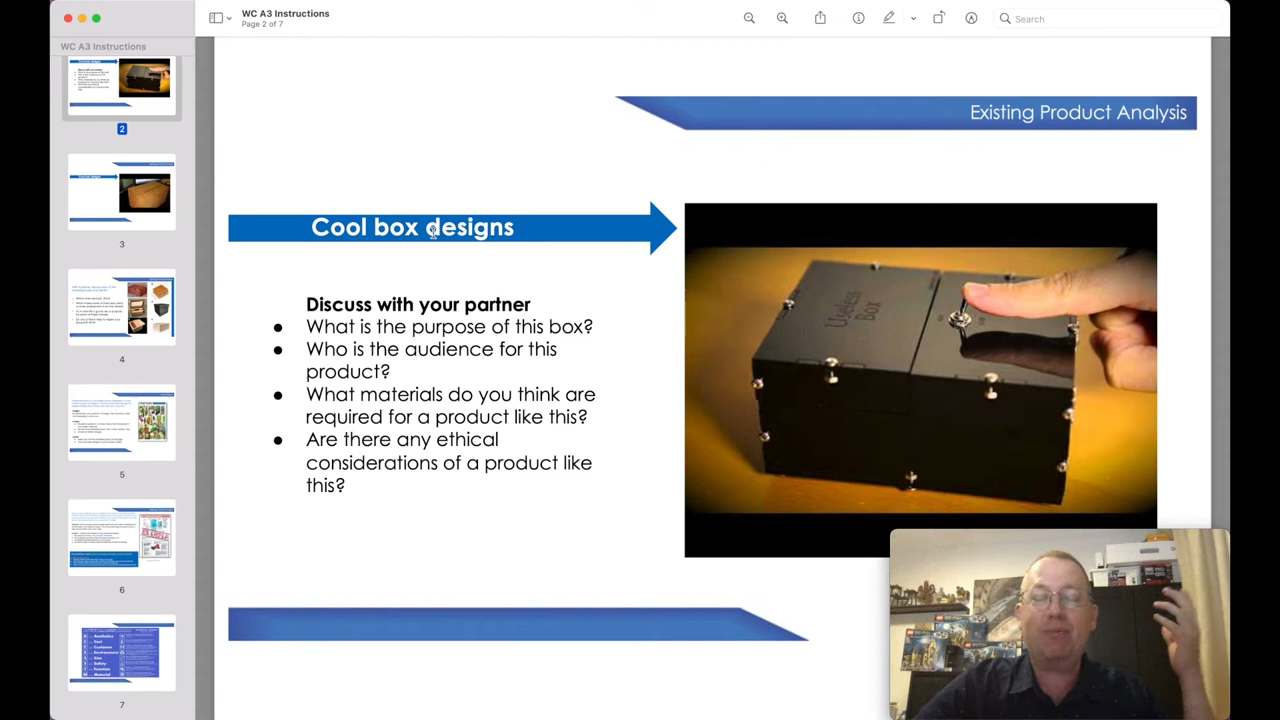 WC A3 Instructions
Page 2 of 7
Search
WC A3 Instructions
2
3
4
5
6
7
Existing Product Analysis
Cool box designs
Discuss with your partner
● What is the purpose of this box?
● Who is the audience for this
product?
● What materials do you think are
required for a product like this?
● Are there any ethical
considerations of a product like
this?
Useless
Box